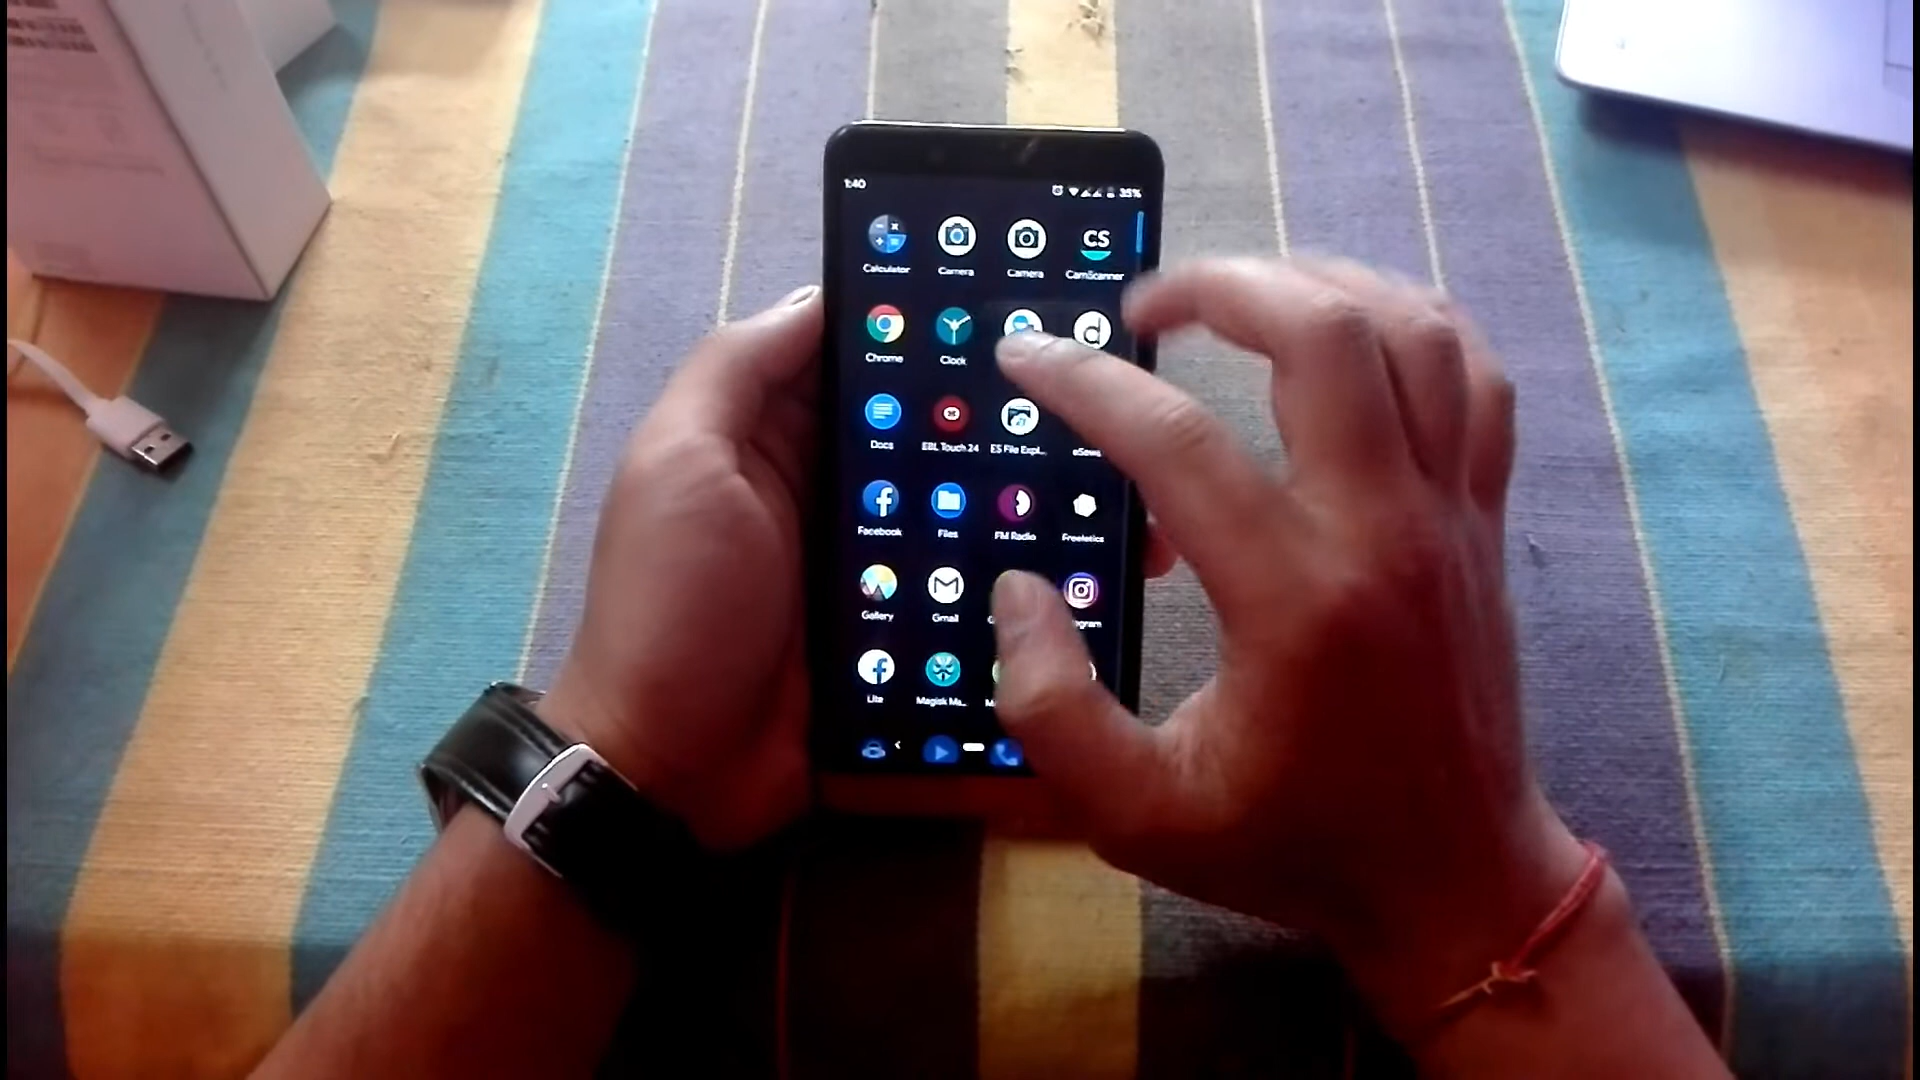 1:40 35%
CS
Calculator Camera Camera CamScanner
d
Chrome Clock
Docs EBL Touch 24 ES File Expl... eSewa
Facebook Files FM Radio Freeletics
Gallery Gmail
Lite Magisk Ma...